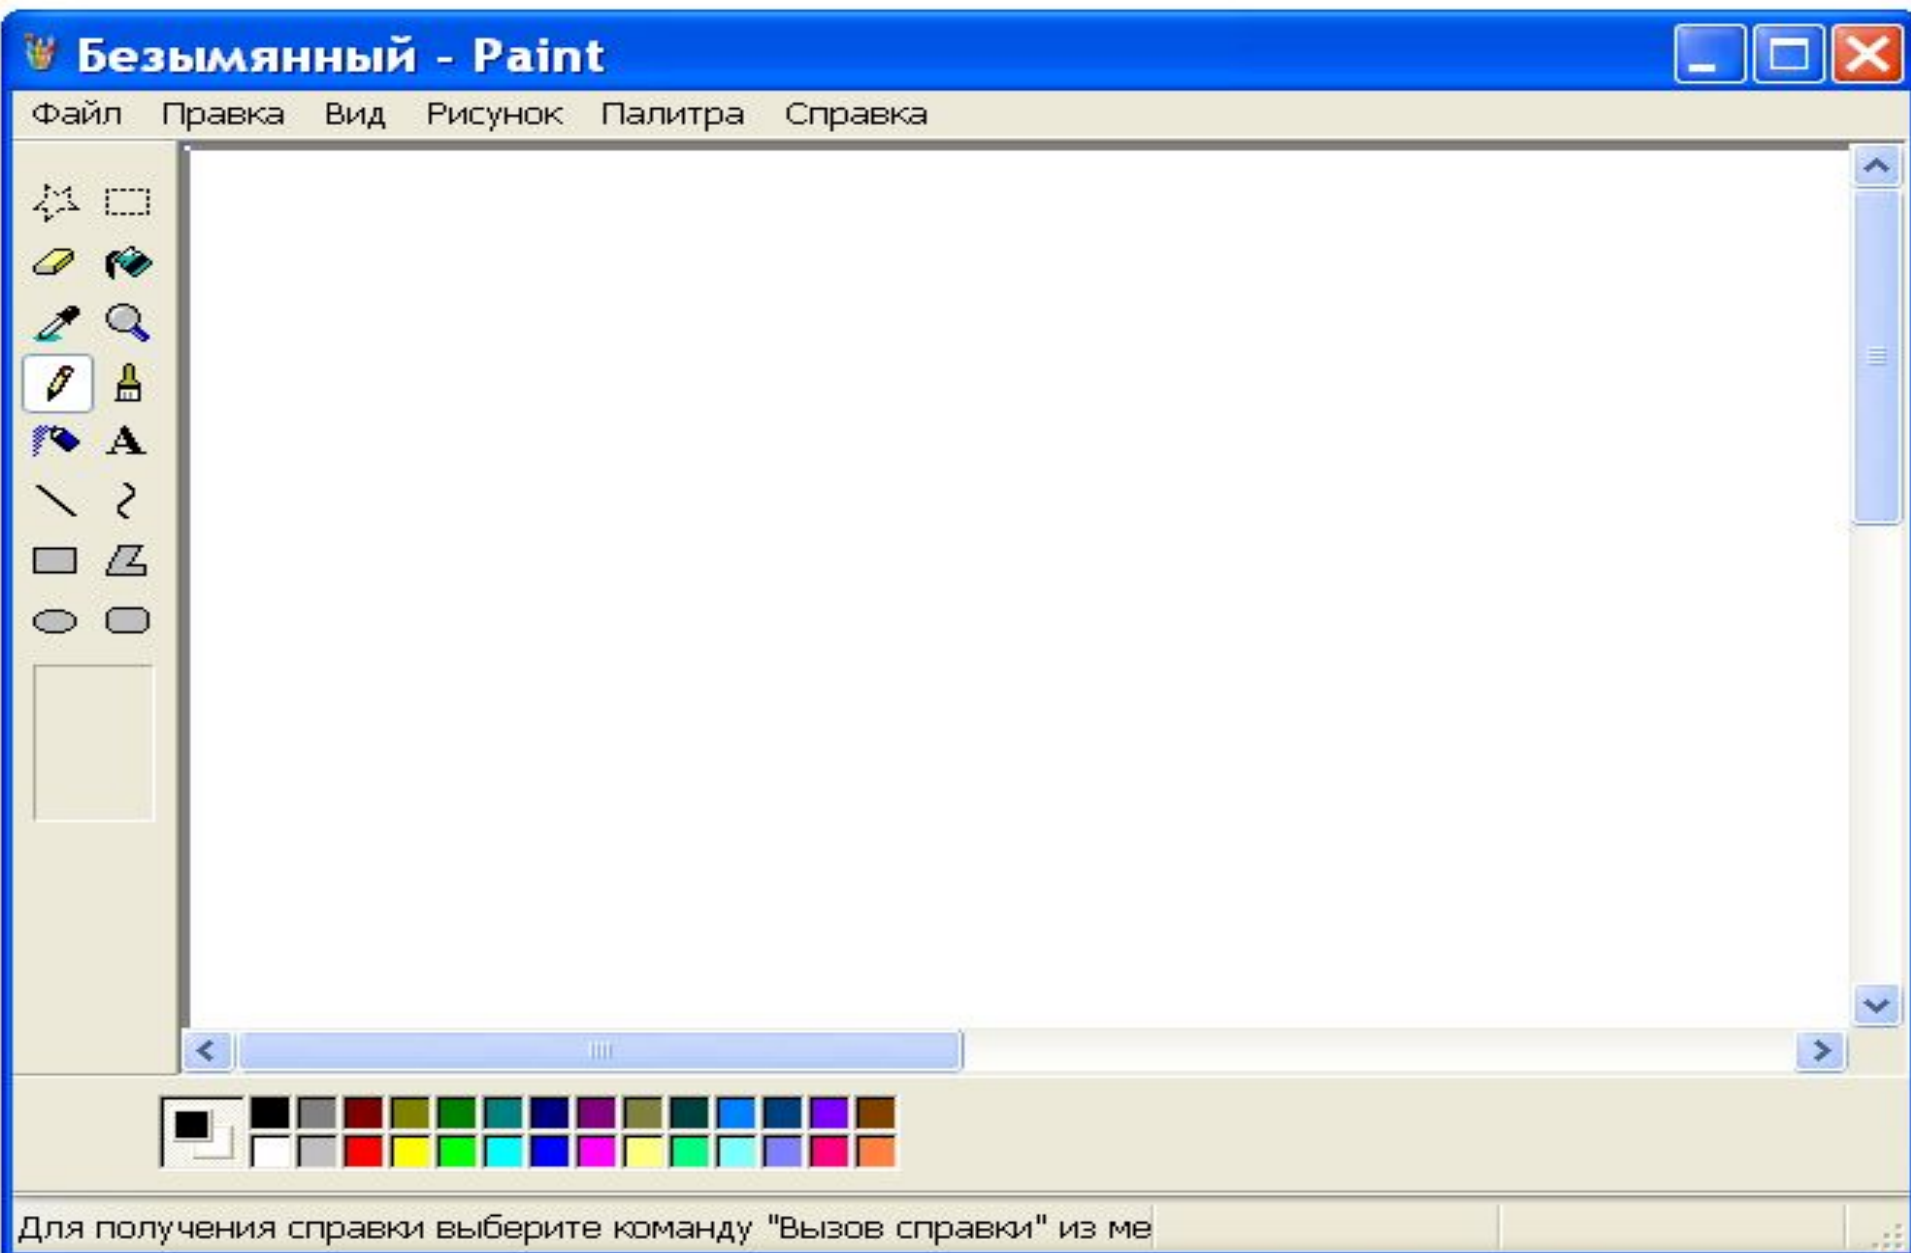 Безымянный - Paint
Файл Правка Вид Рисунок Палитра Справка
A
Для получения справки выберите команду "Вызов справки" из ме